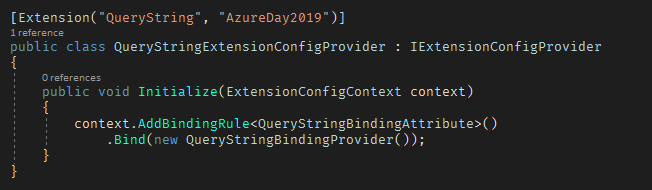 [Extension("QueryString", "AzureDay2019")]
1 reference
public class QueryStringExtensionConfigProvider : IExtensionConfigProvider
{
0 references
public void Initialize(ExtensionConfigContext context)
{
context.AddBindingRule<QueryStringBindingAttribute>()
.Bind(new QueryStringBindingProvider());
}
}